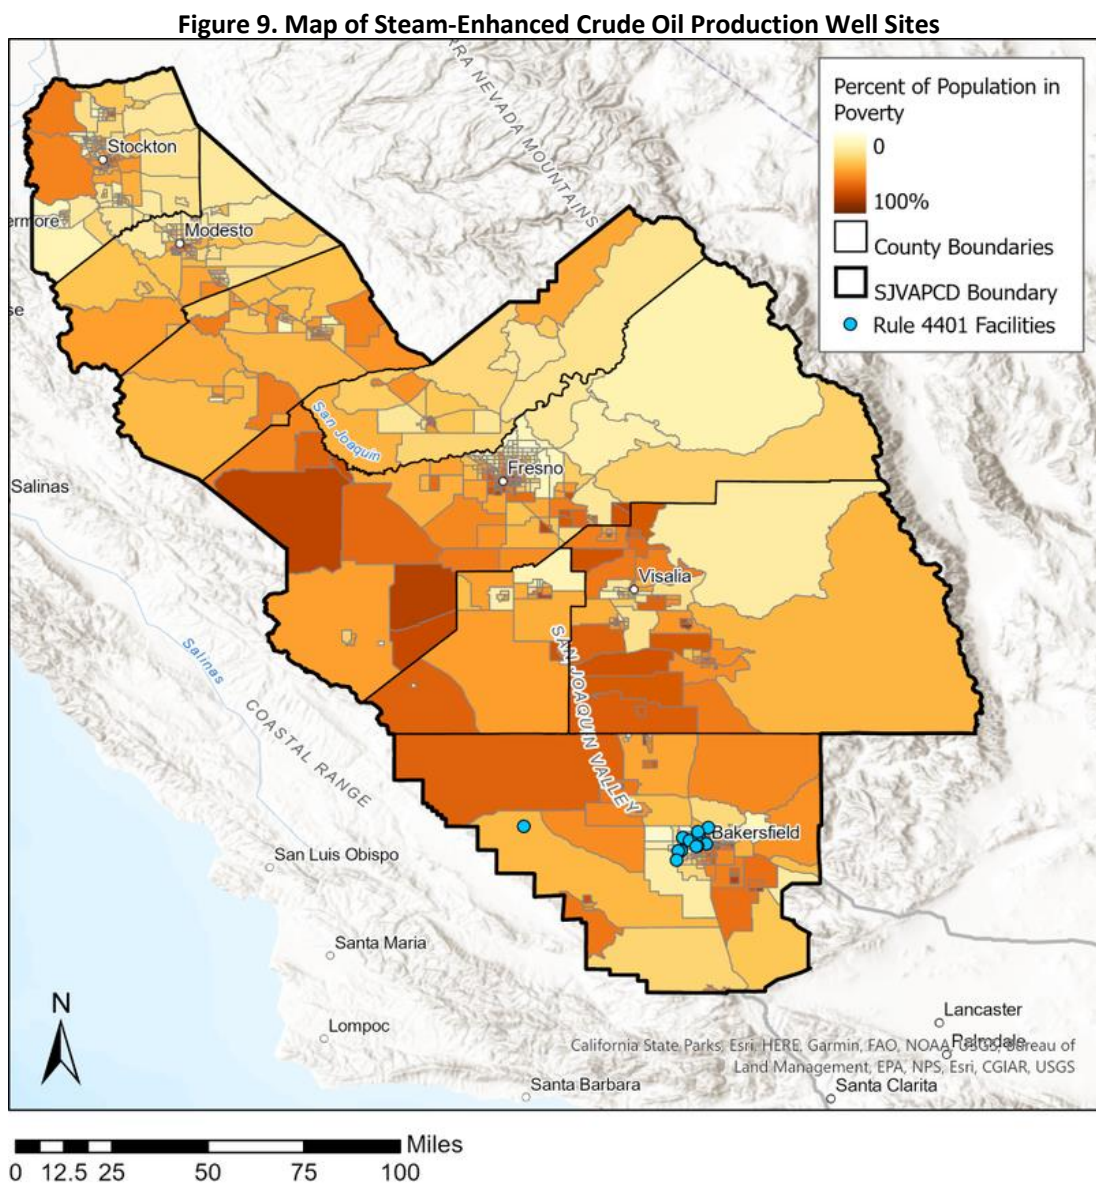 Figure 9. Map of Steam-Enhanced Crude Oil Production Well Sites
RRA NEVADA MOUNTAINS
Percent of Population in
Poverty
0
100%
County Boundaries
SJVAPCD Boundary
Rule 4401 Facilities
Stockton
ermore
Modesto
se
San Joaquin
Fresno
Salinas
Visalia
SAN JOAQUIN VALLEY
Salinas
COASTAL RANGE
Bakersfield
San Luis Obispo
Santa Maria
N
Lancaster
Lompoc
Palmdale
California State Parks, Esri, HERE, Garmin, FAO, NOAA, USGS, Bureau of
Land Management, EPA, NPS, Esri, CGIAR, USGS
Santa Barbara
Santa Clarita
Miles
0 12.5 25 50 75 100